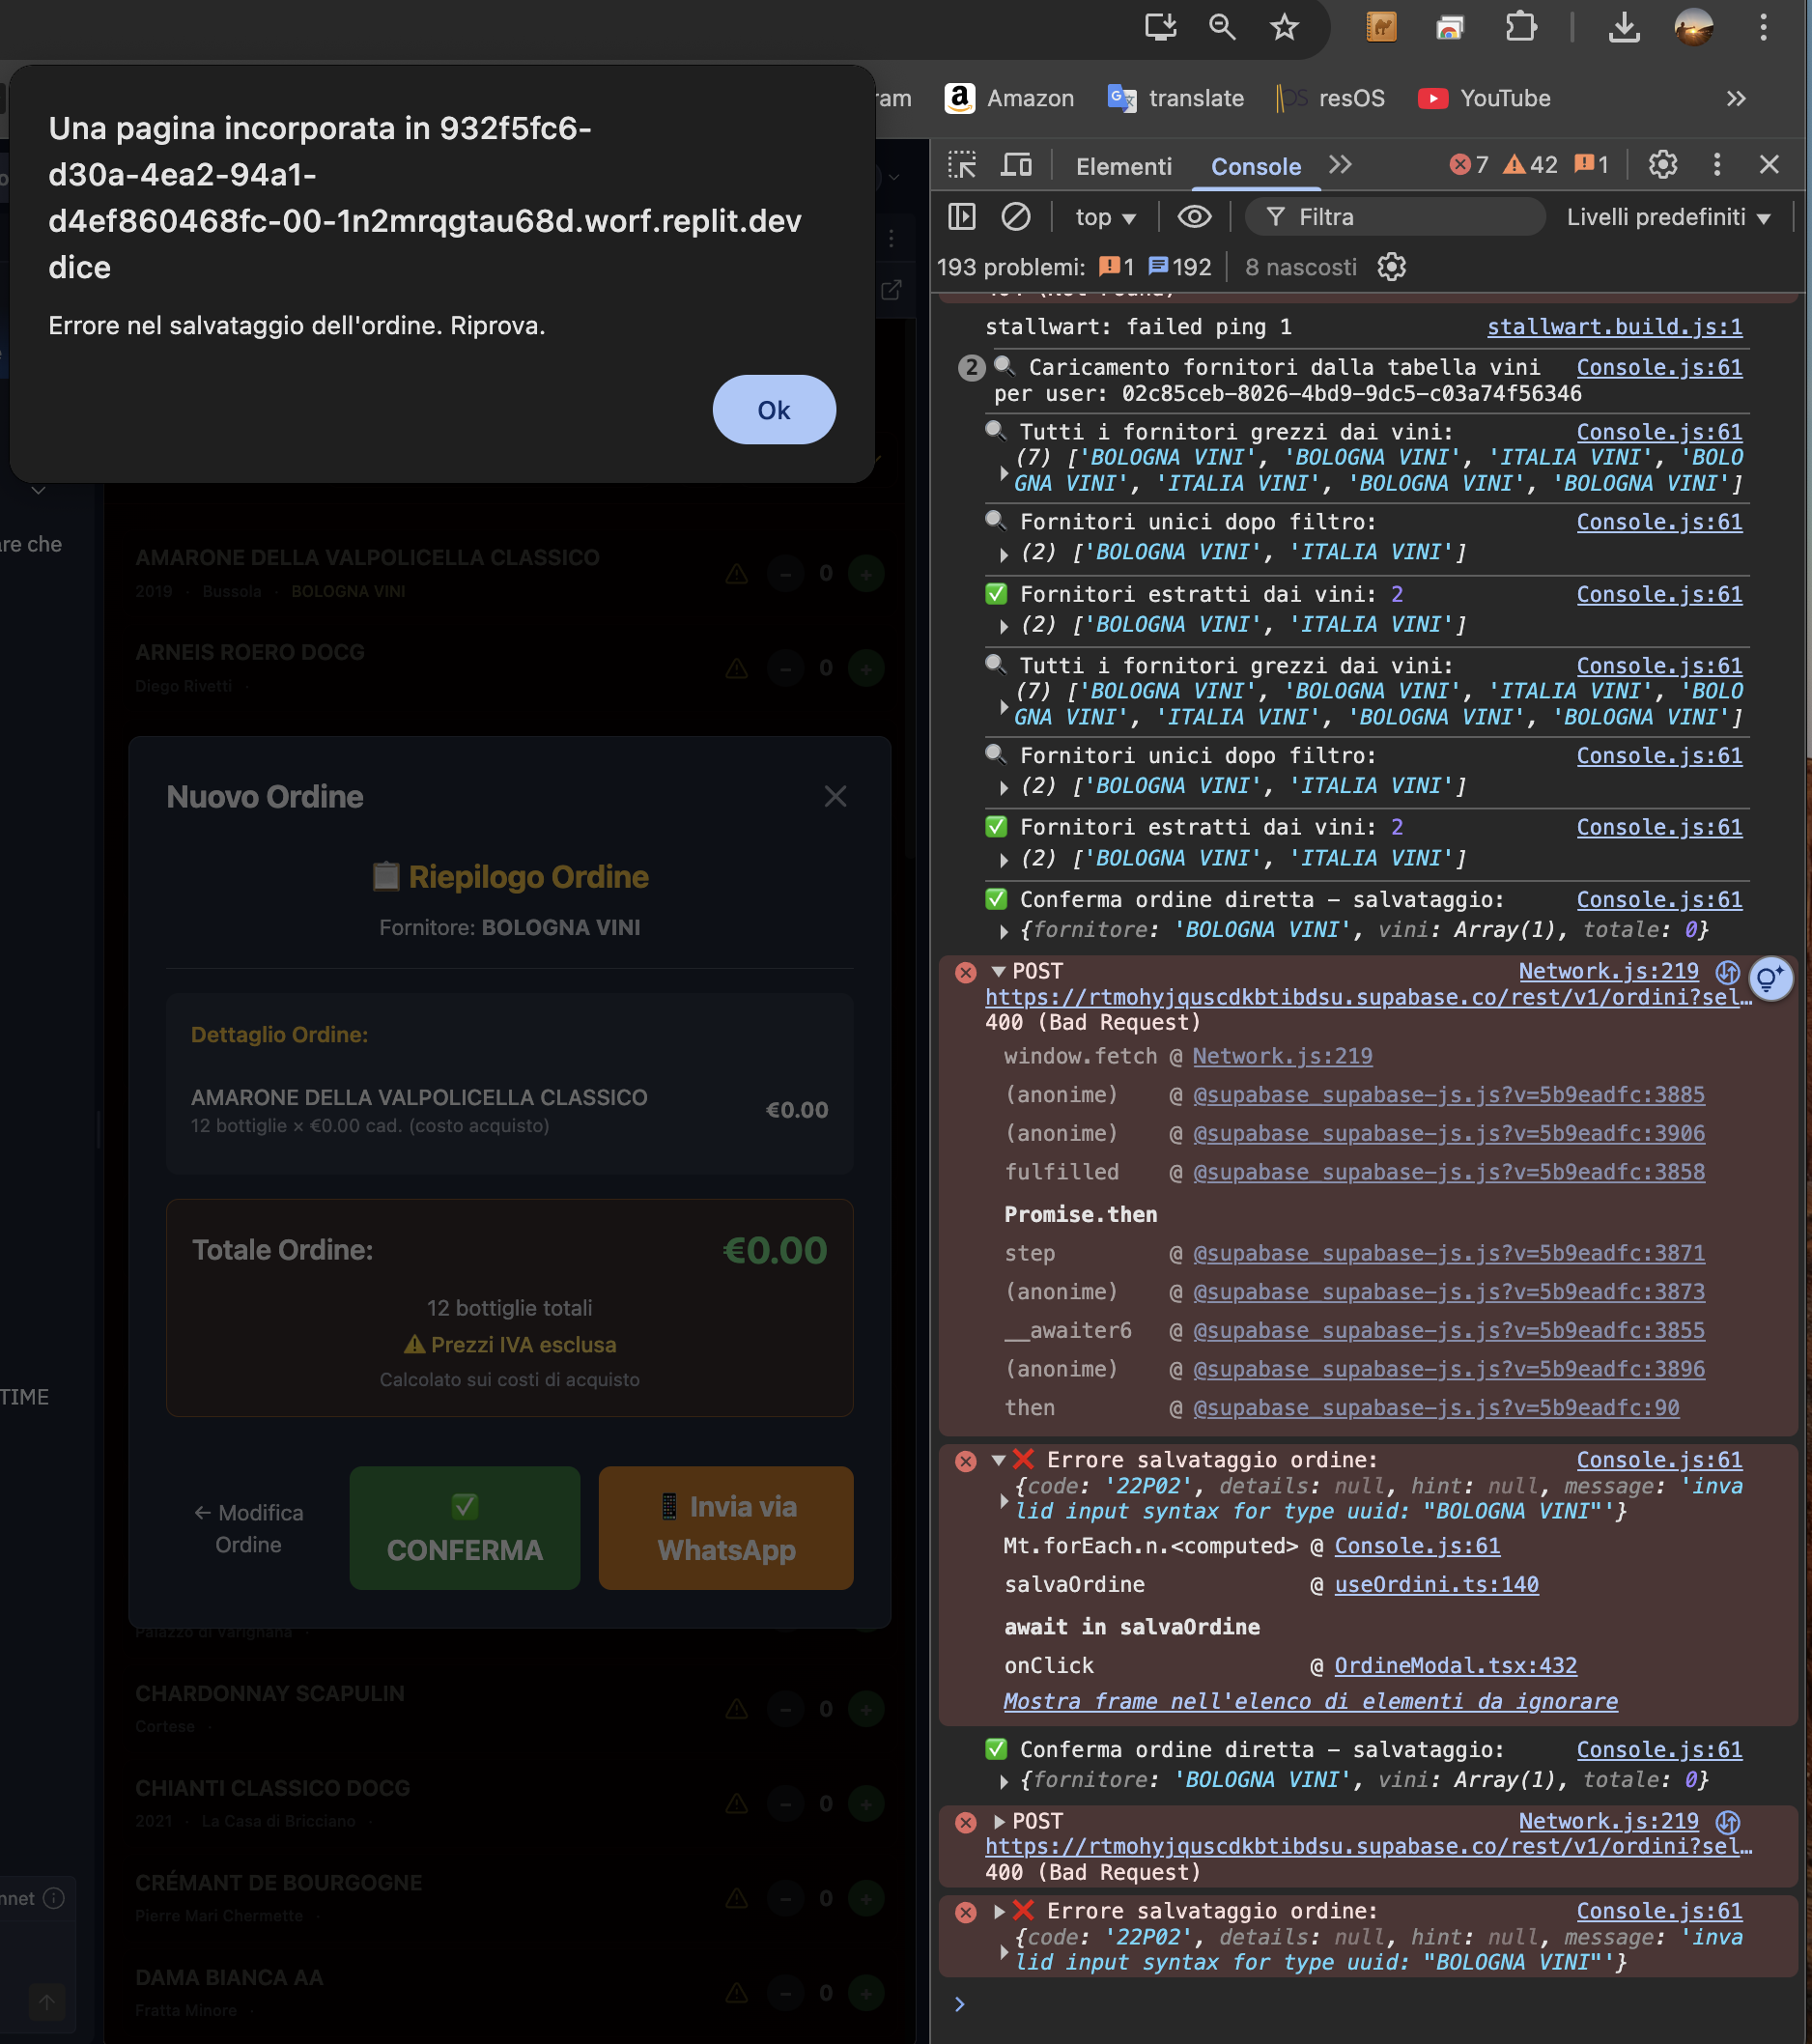 ram
Amazon
translate
resOS
YouTube
Una pagina incorporata in 932f5fc6-
d30a-4ea2-94a1-
d4ef860468fc-00-1n2mrqgtau68d.worf.replit.dev
dice
Errore nel salvataggio dell'ordine. Riprova.
Ok
are che
AMARONE DELLA VALPOLICELLA CLASSICO
2019 · Bussola · BOLOGNA VINI
0
ARNEIS ROERO DOCG
Diego Rivetti ·
0
Nuovo Ordine
Riepilogo Ordine
Fornitore: BOLOGNA VINI
Dettaglio Ordine:
AMARONE DELLA VALPOLICELLA CLASSICO
€0.00
12 bottiglie × €0.00 cad. (costo acquisto)
Totale Ordine:
€0.00
12 bottiglie totali
Prezzi IVA esclusa
Calcolato sui costi di acquisto
TIME
← Modifica
Ordine
✅
CONFERMA
Invia via
WhatsApp
Palazzo di Varignana
CHARDONNAY SCAPULIN
Cortese ·
0
CHIANTI CLASSICO DOCG
2021 · La Casa di Bricciano ·
0
CRÉMANT DE BOURGOGNE
Pierre Mari Chermette ·
0
DAMA BIANCA AA
Fratta Minore ·
0
nnet
Elementi
Console
7
42
1
top
Filtra
Livelli predefiniti
193 problemi: 1 192
8 nascosti
stallwart: failed ping 1 stallwart.build.js:1
2 🔍 Caricamento fornitori dalla tabella vini Console.js:61
per user: 02c85ceb-8026-4bd9-9dc5-c03a74f56346
🔍 Tutti i fornitori grezzi dai vini: Console.js:61
(7) ['BOLOGNA VINI', 'BOLOGNA VINI', 'ITALIA VINI', 'BOLO
GNA VINI', 'ITALIA VINI', 'BOLOGNA VINI', 'BOLOGNA VINI']
🔍 Fornitori unici dopo filtro: Console.js:61
(2) ['BOLOGNA VINI', 'ITALIA VINI']
✅ Fornitori estratti dai vini: 2 Console.js:61
(2) ['BOLOGNA VINI', 'ITALIA VINI']
🔍 Tutti i fornitori grezzi dai vini: Console.js:61
(7) ['BOLOGNA VINI', 'BOLOGNA VINI', 'ITALIA VINI', 'BOLO
GNA VINI', 'ITALIA VINI', 'BOLOGNA VINI', 'BOLOGNA VINI']
🔍 Fornitori unici dopo filtro: Console.js:61
(2) ['BOLOGNA VINI', 'ITALIA VINI']
✅ Fornitori estratti dai vini: 2 Console.js:61
(2) ['BOLOGNA VINI', 'ITALIA VINI']
✅ Conferma ordine diretta – salvataggio: Console.js:61
{fornitore: 'BOLOGNA VINI', vini: Array(1), totale: 0}
POST Network.js:219
https://rtmohyjquscdkbtibdsu.supabase.co/rest/v1/ordini?sel…
400 (Bad Request)
window.fetch @ Network.js:219
(anonime) @ @supabase_supabase-js.js?v=5b9eadfc:3885
(anonime) @ @supabase_supabase-js.js?v=5b9eadfc:3906
fulfilled @ @supabase_supabase-js.js?v=5b9eadfc:3858
Promise.then
step @ @supabase_supabase-js.js?v=5b9eadfc:3871
(anonime) @ @supabase_supabase-js.js?v=5b9eadfc:3873
__awaiter6 @ @supabase_supabase-js.js?v=5b9eadfc:3855
(anonime) @ @supabase_supabase-js.js?v=5b9eadfc:3896
then @ @supabase_supabase-js.js?v=5b9eadfc:90
❌ Errore salvataggio ordine: Console.js:61
{code: '22P02', details: null, hint: null, message: 'inva
lid input syntax for type uuid: "BOLOGNA VINI"'}
Mt.forEach.n.<computed> @ Console.js:61
salvaOrdine @ useOrdini.ts:140
await in salvaOrdine
onClick @ OrdineModal.tsx:432
Mostra frame nell'elenco di elementi da ignorare
✅ Conferma ordine diretta – salvataggio: Console.js:61
{fornitore: 'BOLOGNA VINI', vini: Array(1), totale: 0}
POST Network.js:219
https://rtmohyjquscdkbtibdsu.supabase.co/rest/v1/ordini?sel…
400 (Bad Request)
❌ Errore salvataggio ordine: Console.js:61
{code: '22P02', details: null, hint: null, message: 'inva
lid input syntax for type uuid: "BOLOGNA VINI"'}